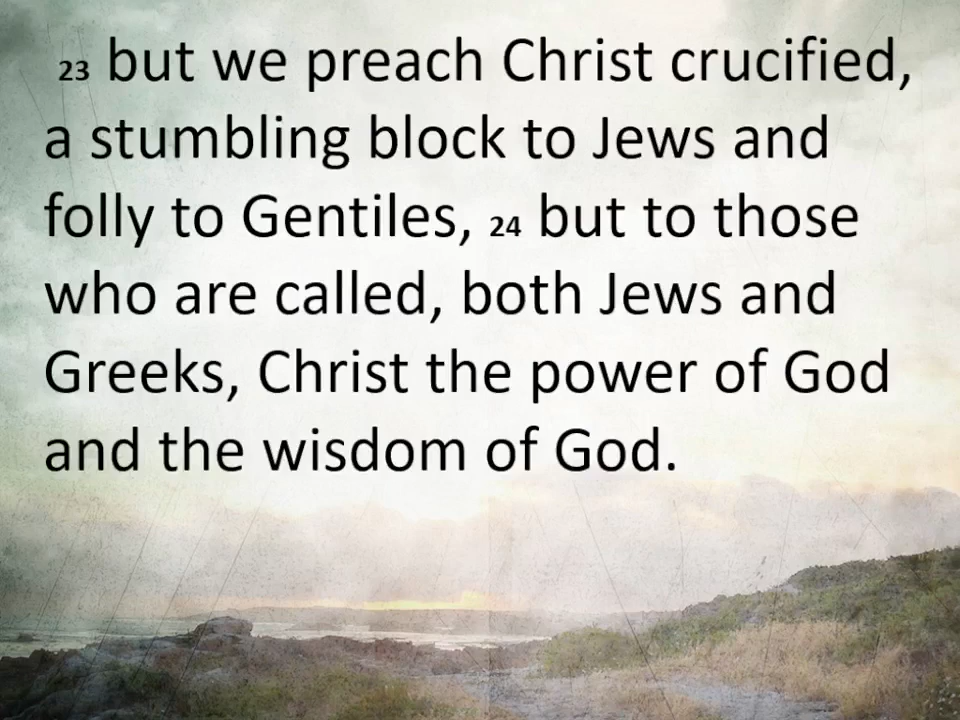 23 but we preach Christ crucified,
a stumbling block to Jews and
folly to Gentiles, 24 but to those
who are called, both Jews and
Greeks, Christ the power of God
and the wisdom of God.